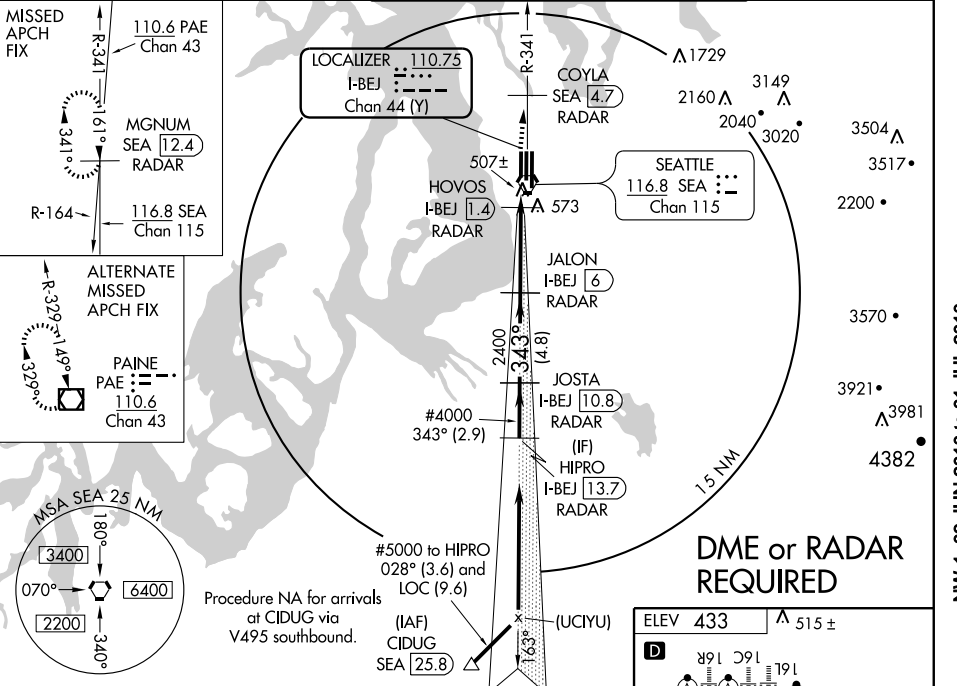 MISSED
APCH
FIX
110.6 PAE
Chan 43
R-341
161°
341°
MGNUM
SEA 12.4
RADAR
R-164
116.8 SEA
Chan 115
ALTERNATE
MISSED
APCH FIX
R-329
149°
329°
PAINE
PAE
110.6
Chan 43
MSA SEA 25 NM
180°
3400
070°
6400
2200
340°
LOCALIZER 110.75
I-BEJ
Chan 44 (Y)
R-341
COYLA
SEA 4.7
RADAR
1729
2160
3149
2040
3020
3504
3517
2200
3570
3921
3981
4382
507±
HOVOS
I-BEJ 1.4
RADAR
573
SEATTLE
116.8 SEA
Chan 115
JALON
I-BEJ 6
RADAR
2400
343°
(4.8)
JOSTA
I-BEJ 10.8
RADAR
#4000
343° (2.9)
(IF)
HIPRO
I-BEJ 13.7
RADAR
15 NM
#5000 to HIPRO
028° (3.6) and
LOC (9.6)
Procedure NA for arrivals
at CIDUG via
V495 southbound.
(IAF)
CIDUG
SEA 25.8
(UCIYU)
163°
DME or RADAR
REQUIRED
ELEV 433
515 ±
D
16R 16C 16L